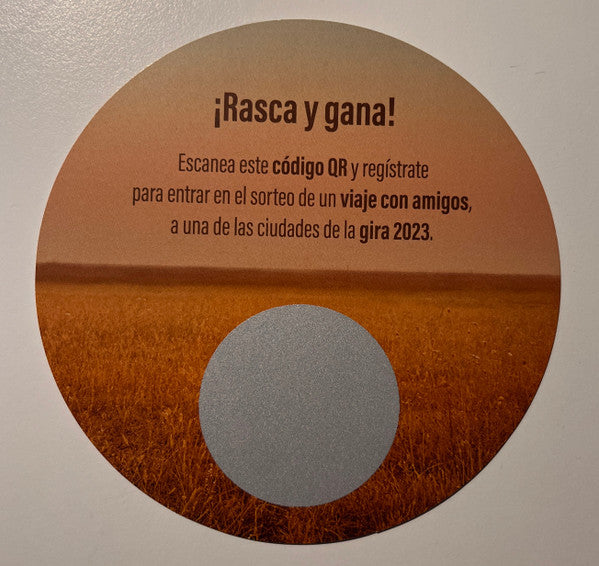 ¡Rasca y gana!
Escanea este código QR y regístrate
para entrar en el sorteo de un viaje con amigos,
a una de las ciudades de la gira 2023.